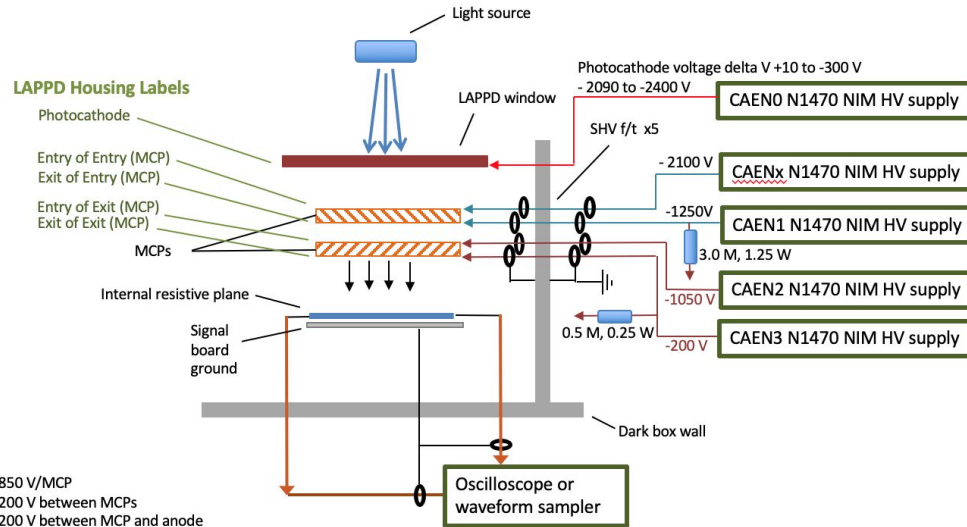 Light source
LAPPD Housing Labels
Photocathode
Entry of Entry (MCP)
Exit of Entry (MCP)
Entry of Exit (MCP)
Exit of Exit (MCP)
MCPs
LAPPD window
SHV f/t x5
Photocathode voltage delta V +10 to -300 V
- 2090 to -2400 V
CAEN0 N1470 NIM HV supply
- 2100 V
CAENx N1470 NIM HV supply
-1250V
CAEN1 N1470 NIM HV supply
3.0 M, 1.25 W
-1050 V
CAEN2 N1470 NIM HV supply
0.5 M, 0.25 W
-200 V
CAEN3 N1470 NIM HV supply
Internal resistive plane
Signal
board
ground
Dark box wall
Oscilloscope or
waveform sampler
850 V/MCP
200 V between MCPs
200 V between MCP and anode